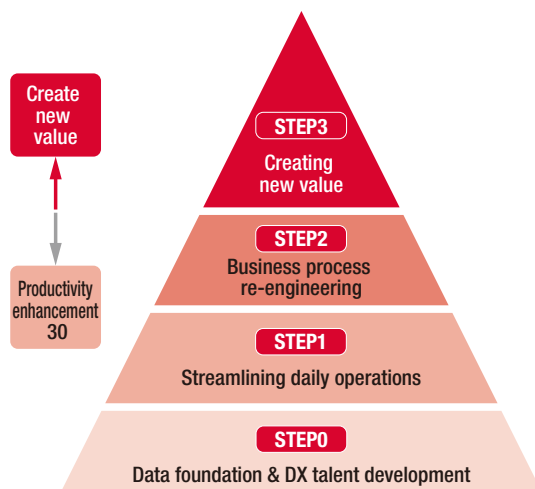 Create
new
value
Productivity
enhancement
30
STEP3
Creating
new value
STEP2
Business process
re-engineering
STEP1
Streamlining daily operations
STEP0
Data foundation & DX talent development